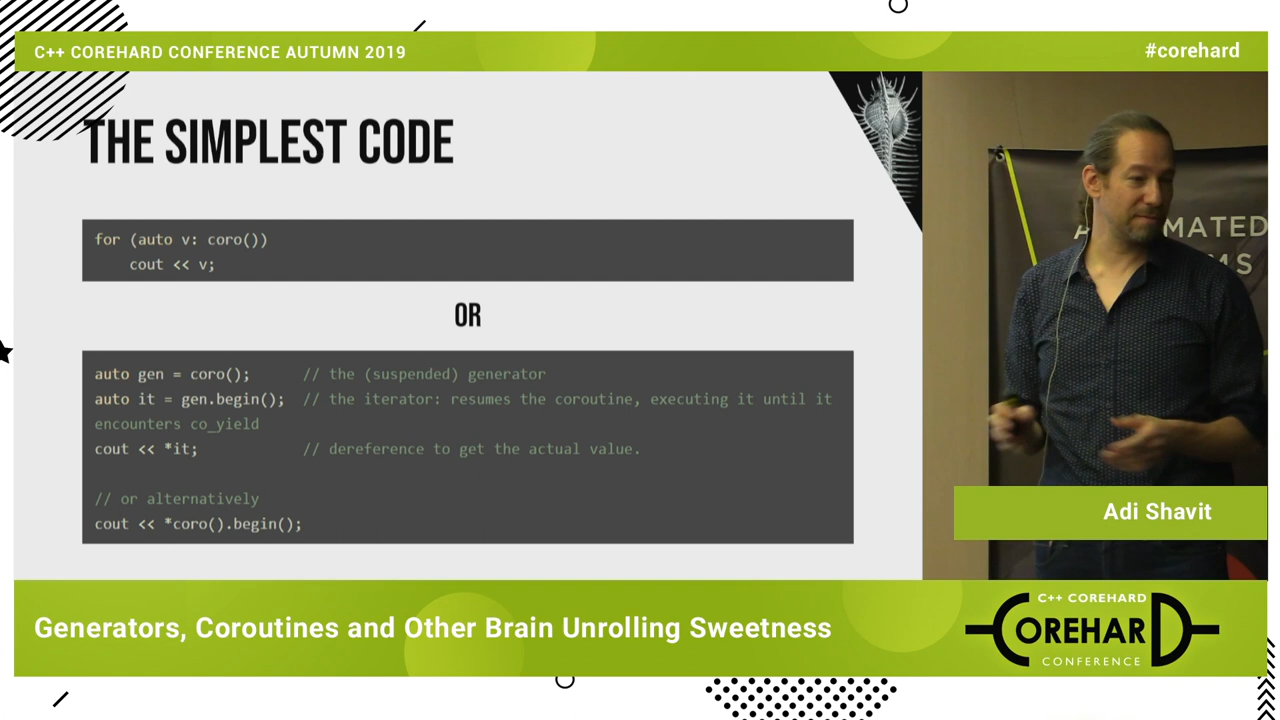 C++ COREHARD CONFERENCE AUTUMN 2019
#corehard
THE SIMPLEST CODE
for (auto v: coro())
    cout << v;
OR
auto gen = coro();      // the (suspended) generator
auto it = gen.begin();  // the iterator: resumes the coroutine, executing it until it
encounters co_yield
cout << *it;            // dereference to get the actual value.
// or alternatively
cout << *coro().begin();
MATED
MS
Adi Shavit
Generators, Coroutines and Other Brain Unrolling Sweetness
C++ COREHARD
COREHARD
CONFERENCE